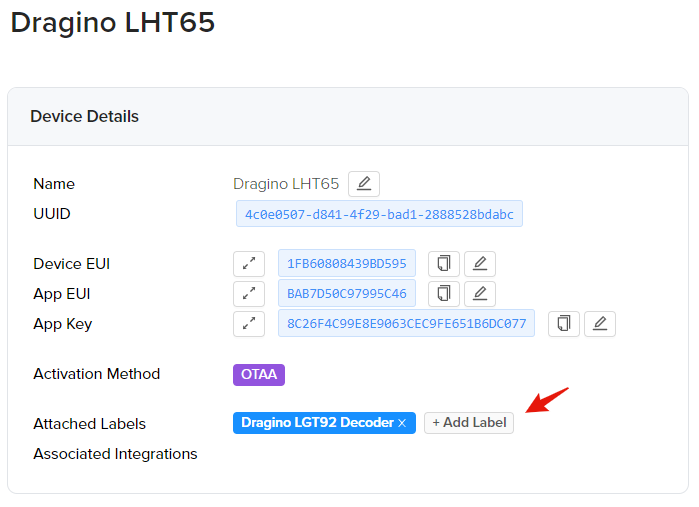 Dragino LHT65
Device Details
Name Dragino LHT65
UUID 4c0e0507-d841-4f29-bad1-2888528bdabc
Device EUI 1FB60808439BD595
App EUI BAB7D50C97995C46
App Key 8C26F4C99E8E9063CEC9FE651B6DC077
Activation Method OTAA
Attached Labels Dragino LGT92 Decoder × + Add Label
Associated Integrations